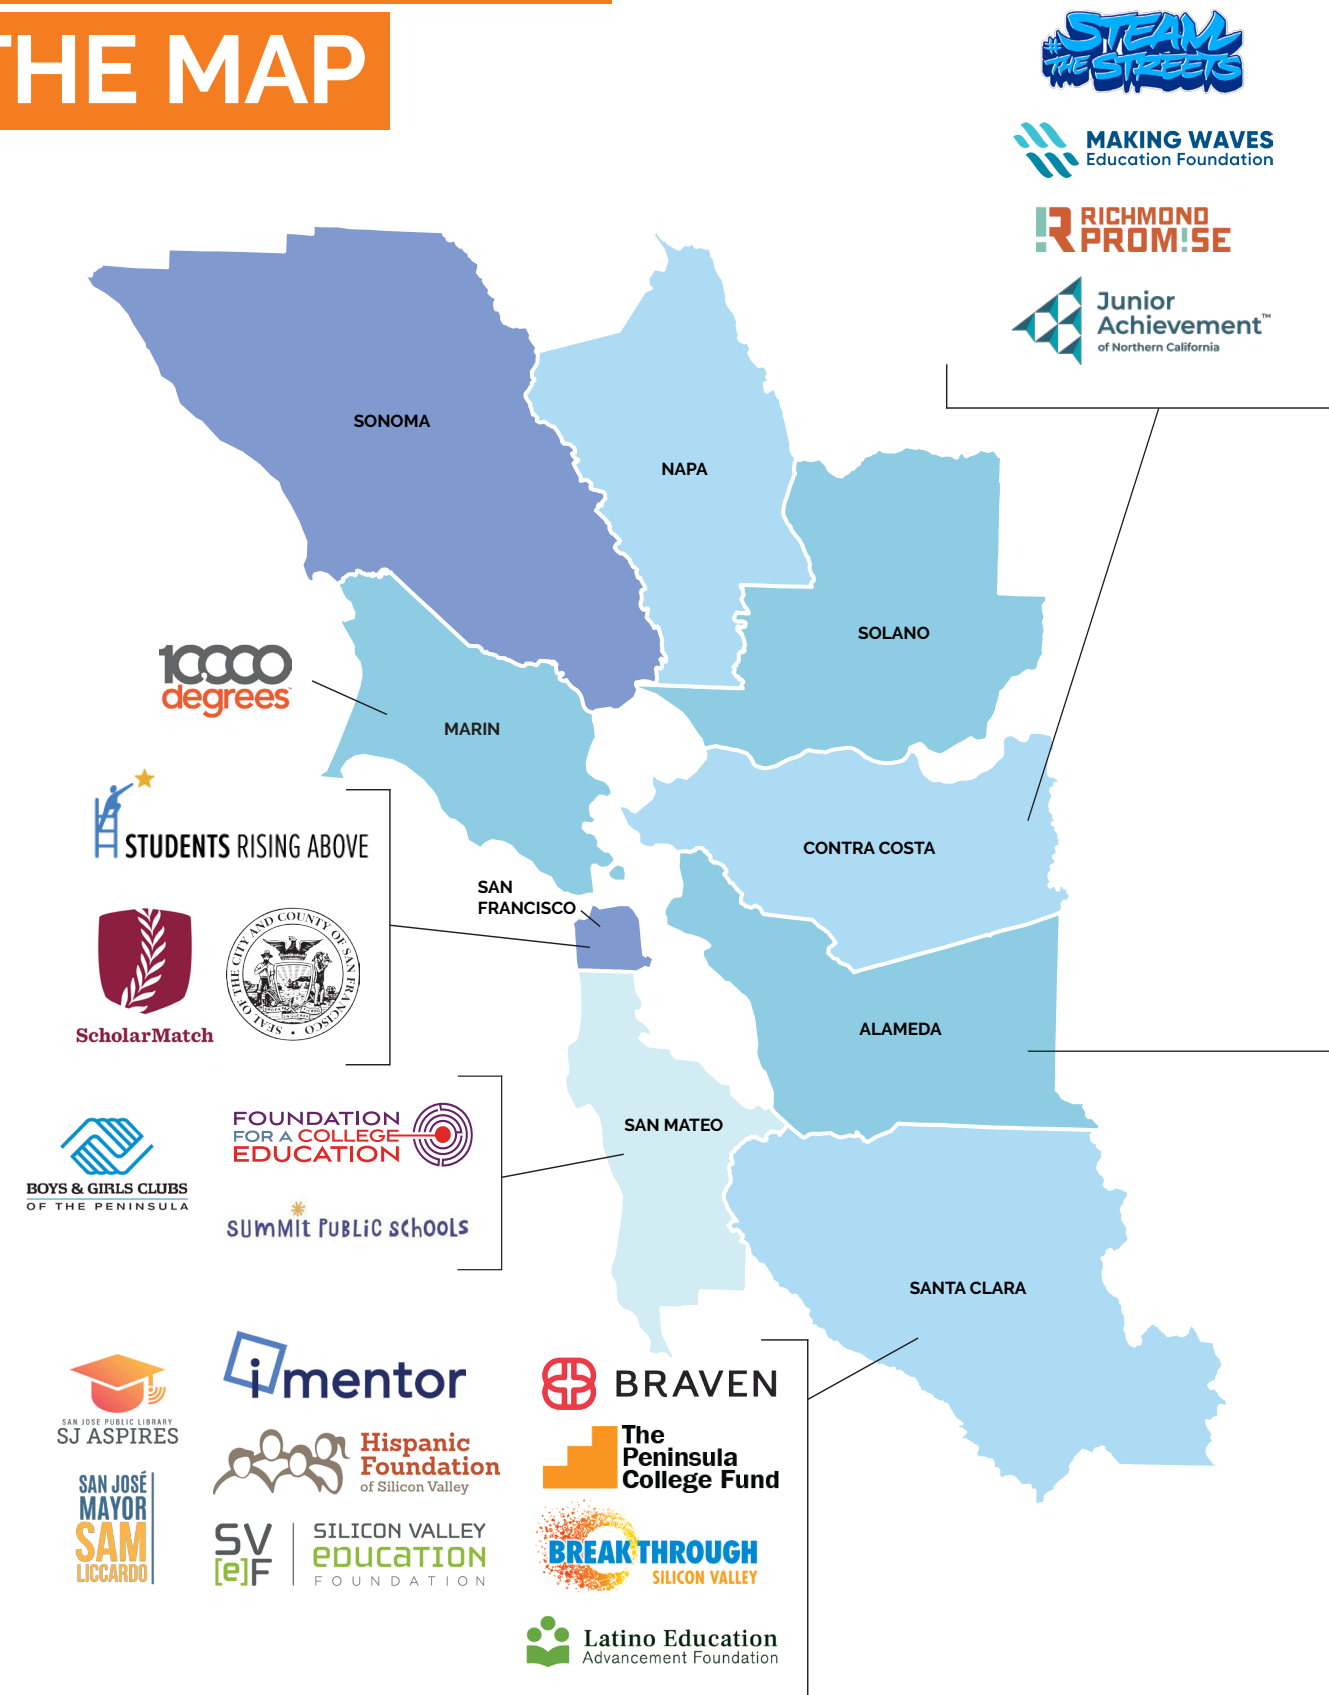 THE MAP
#STEAM
THE STREETS
MAKING WAVES
Education Foundation
RICHMOND
PROM!SE
Junior
Achievement™
of Northern California
SONOMA
NAPA
SOLANO
10,000
degrees
MARIN
STUDENTS RISING ABOVE
CONTRA COSTA
SAN
FRANCISCO
SEAL OF THE CITY AND COUNTY OF SAN FRANCISCO
ScholarMatch
ALAMEDA
FOUNDATION
FOR A COLLEGE
EDUCATION
SAN MATEO
BOYS & GIRLS CLUBS
OF THE PENINSULA
SUMMIT PUBLIC SCHOOLS
SANTA CLARA
imentor
BRAVEN
SAN JOSE PUBLIC LIBRARY
SJ ASPIRES
Hispanic
Foundation
of Silicon Valley
The
Peninsula
College Fund
SAN JOSÉ
MAYOR
SAM
LICCARDO
SV
[e]F
SILICON VALLEY
eDUCaTION
FOUNDATION
BREAKTHROUGH
SILICON VALLEY
Latino Education
Advancement Foundation